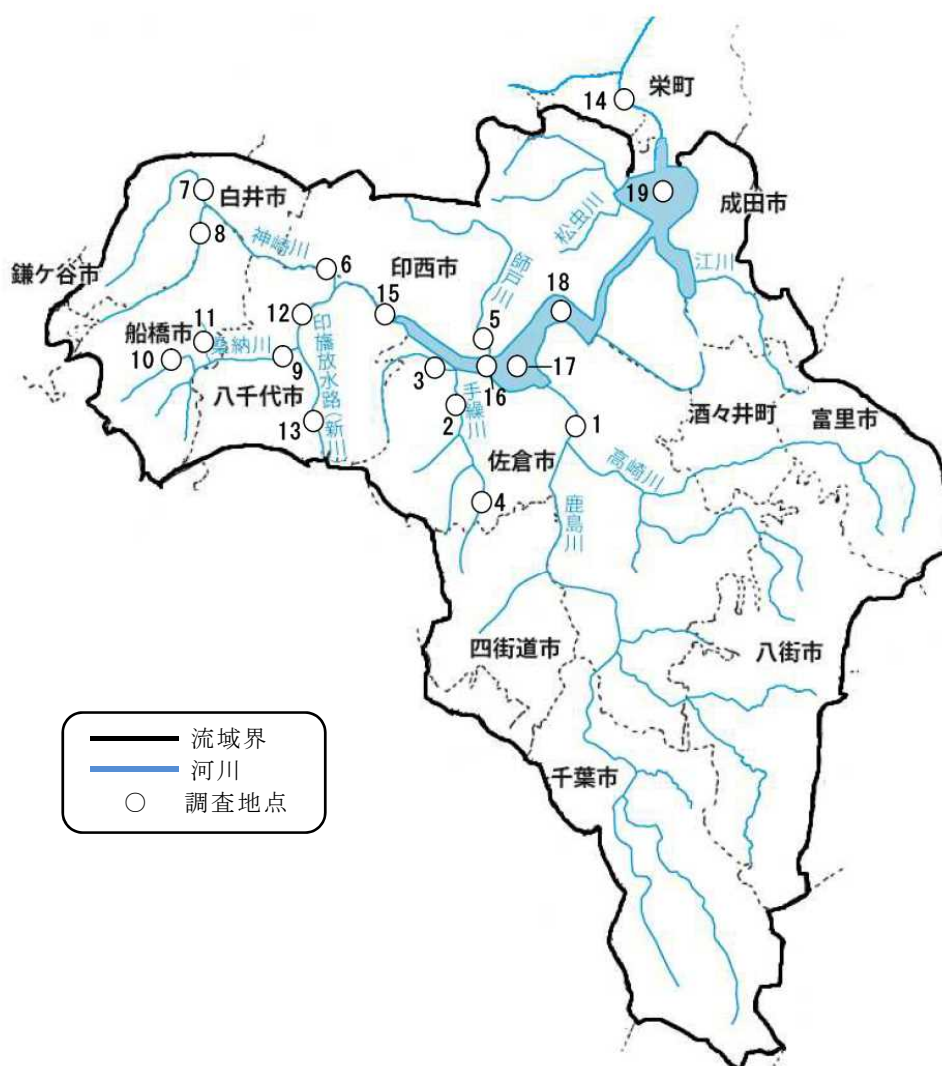 栄町
14
7
白井市
19
成田市
8
松虫川
神崎川
江川
鎌ケ谷市
6
印西市
師戸川
18
15
12
5
船橋市
11
印旛放水路(新川)
桑納川
10
9
3
16
17
八千代市
手繰川
2
酒々井町
富里市
13
1
佐倉市
高崎川
4
鹿島川
四街道市
八街市
千葉市
流域界
河川
調査地点